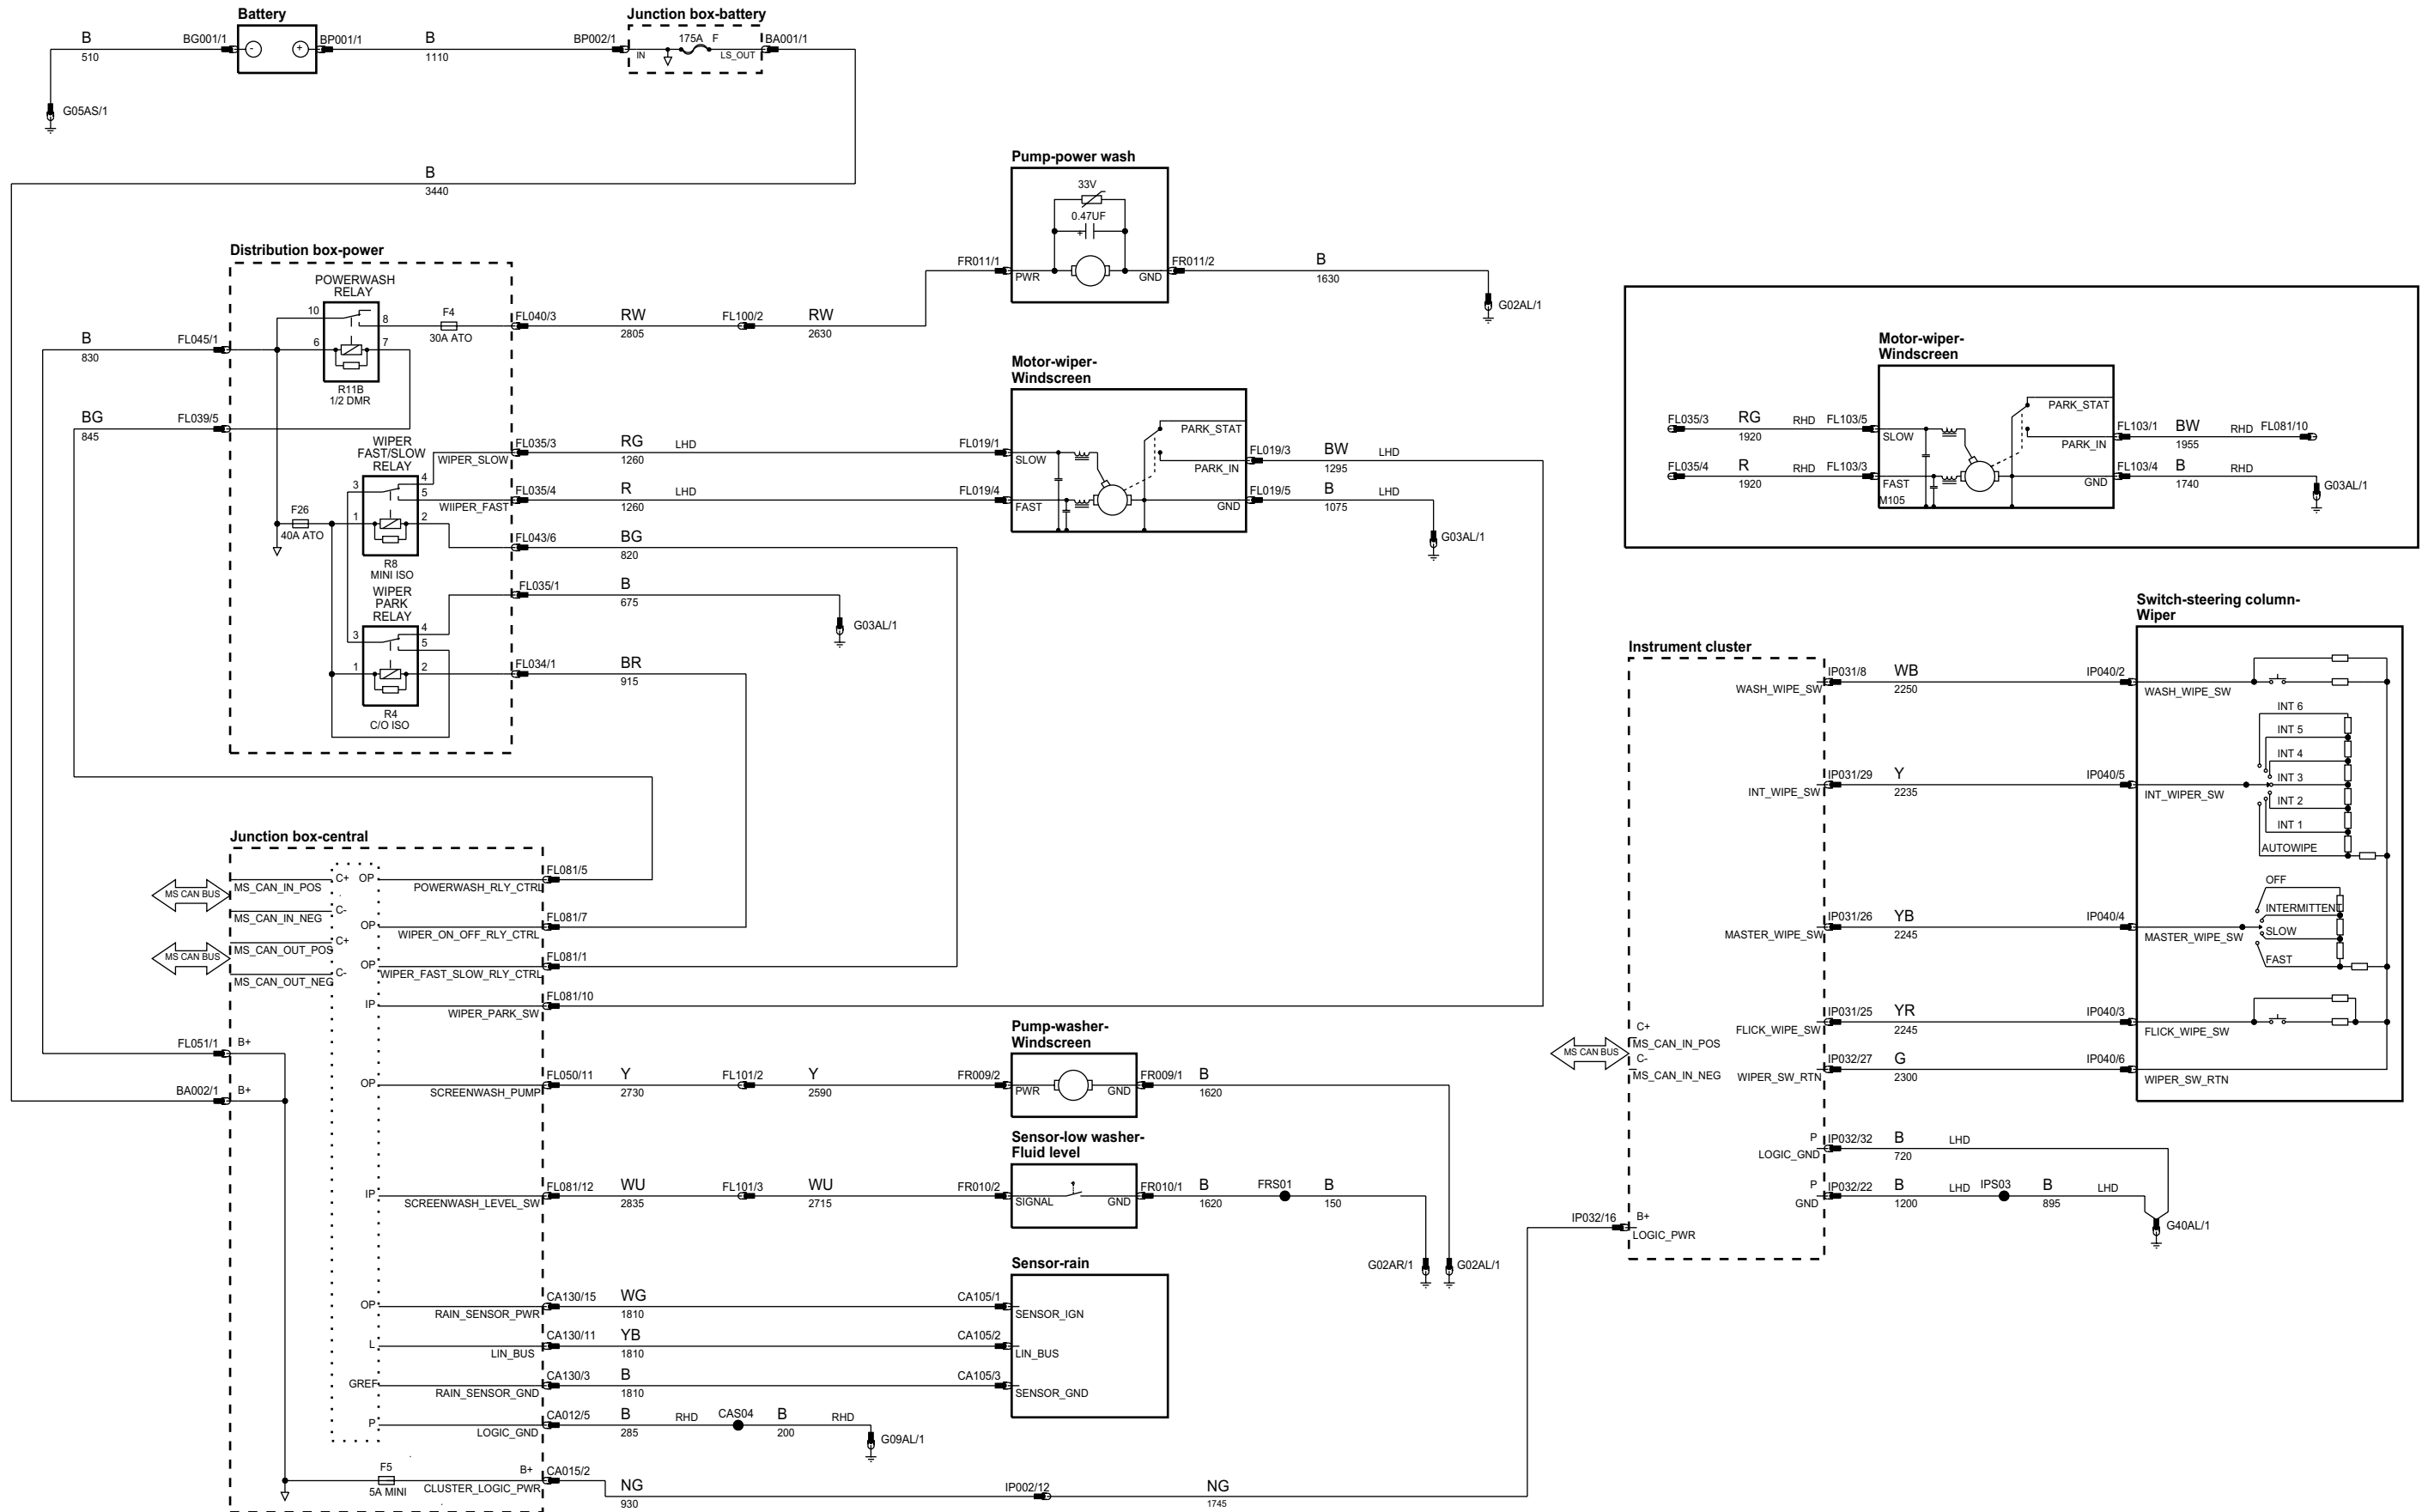 Battery
Junction box-battery
B
510
BG001/1
-
+
BP001/1
B
1110
BP002/1
IN
175A F
LS_OUT
BA001/1
G05AS/1
B
3440
Pump-power wash
33V
0.47UF
+
FR011/1
PWR
GND
FR011/2
B
1630
G02AL/1
Distribution box-power
POWERWASH
RELAY
10
8
6
7
R11B
1/2 DMR
F4
30A ATO
FL040/3
RW
2805
FL100/2
RW
2630
B
830
FL045/1
BG
845
FL039/5
WIPER
FAST/SLOW
RELAY
3
4
5
1
2
R8
MINI ISO
F26
40A ATO
WIPER_SLOW
FL035/3
RG
1260
LHD
WIIPER_FAST
FL035/4
R
1260
LHD
FL043/6
BG
820
WIPER
PARK
RELAY
3
4
5
1
2
R4
C/O ISO
FL035/1
B
675
G03AL/1
FL034/1
BR
915
Motor-wiper-
Windscreen
FL019/1
SLOW
FL019/4
FAST
PARK_STAT
PARK_IN
GND
FL019/3
BW
1295
LHD
FL019/5
B
1075
LHD
G03AL/1
Motor-wiper-
Windscreen
FL035/3
RG
1920
RHD
FL103/5
SLOW
FL035/4
R
1920
RHD
FL103/3
FAST
M105
PARK_STAT
PARK_IN
GND
FL103/1
BW
1955
RHD
FL081/10
FL103/4
B
1740
RHD
G03AL/1
Junction box-central
MS CAN BUS
MS_CAN_IN_POS
C+
MS_CAN_IN_NEG
C-
MS CAN BUS
MS_CAN_OUT_POS
C+
MS_CAN_OUT_NEG
C-
OP
POWERWASH_RLY_CTRL
FL081/5
OP
WIPER_ON_OFF_RLY_CTRL
FL081/7
OP
WIPER_FAST_SLOW_RLY_CTRL
FL081/1
IP
WIPER_PARK_SW
FL081/10
FL051/1
B+
BA002/1
B+
OP
SCREENWASH_PUMP
FL050/11
Y
2730
FL101/2
Y
2590
Pump-washer-
Windscreen
FR009/2
PWR
GND
FR009/1
B
1620
IP
SCREENWASH_LEVEL_SW
FL081/12
WU
2835
FL101/3
WU
2715
Sensor-low washer-
Fluid level
FR010/2
SIGNAL
GND
FR010/1
B
1620
FRS01
B
150
G02AR/1
G02AL/1
Sensor-rain
OP
RAIN_SENSOR_PWR
CA130/15
WG
1810
CA105/1
SENSOR_IGN
L
LIN_BUS
CA130/11
YB
1810
CA105/2
LIN_BUS
GREF
RAIN_SENSOR_GND
CA130/3
B
1810
CA105/3
SENSOR_GND
P
LOGIC_GND
CA012/5
B
285
RHD
CAS04
B
200
RHD
G09AL/1
F5
5A MINI
B+
CLUSTER_LOGIC_PWR
CA015/2
NG
930
IP002/12
NG
1745
Instrument cluster
Switch-steering column-
Wiper
WASH_WIPE_SW
IP031/8
WB
2250
IP040/2
WASH_WIPE_SW
INT 6
INT 5
INT 4
INT 3
INT 2
INT 1
AUTOWIPE
INT_WIPE_SW
IP031/29
Y
2235
IP040/5
INT_WIPER_SW
OFF
INTERMITTENT
SLOW
FAST
MASTER_WIPE_SW
IP031/26
YB
2245
IP040/4
MASTER_WIPE_SW
FLICK_WIPE_SW
IP031/25
YR
2245
IP040/3
FLICK_WIPE_SW
MS CAN BUS
C+
MS_CAN_IN_POS
C-
MS_CAN_IN_NEG
WIPER_SW_RTN
IP032/27
G
2300
IP040/6
WIPER_SW_RTN
P
LOGIC_GND
IP032/32
B
720
LHD
P
GND
IP032/22
B
1200
LHD
IPS03
B
895
LHD
G40AL/1
IP032/16
B+
LOGIC_PWR